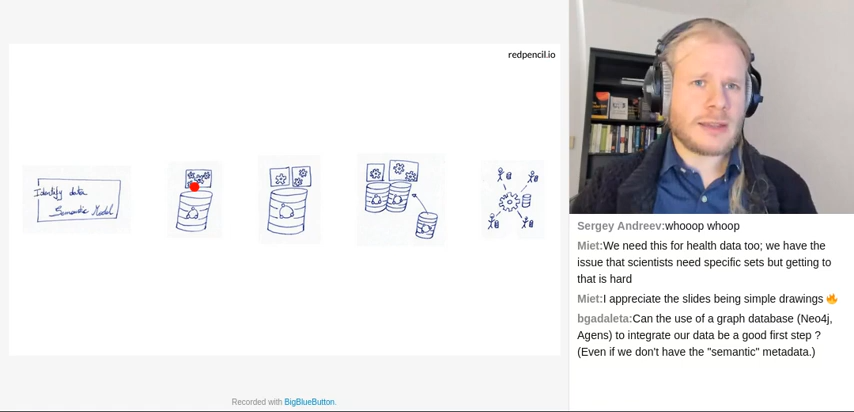 redpencil.io
Identify data
Semantic Model
Sergey Andreev:whooop whoop
Miet:We need this for health data too; we have the
issue that scientists need specific sets but getting to
that is hard
Miet:I appreciate the slides being simple drawings 🔥
bgadaleta:Can the use of a graph database (Neo4j,
Agens) to integrate our data be a good first step ?
(Even if we don't have the "semantic" metadata.)
Recorded with BigBlueButton.